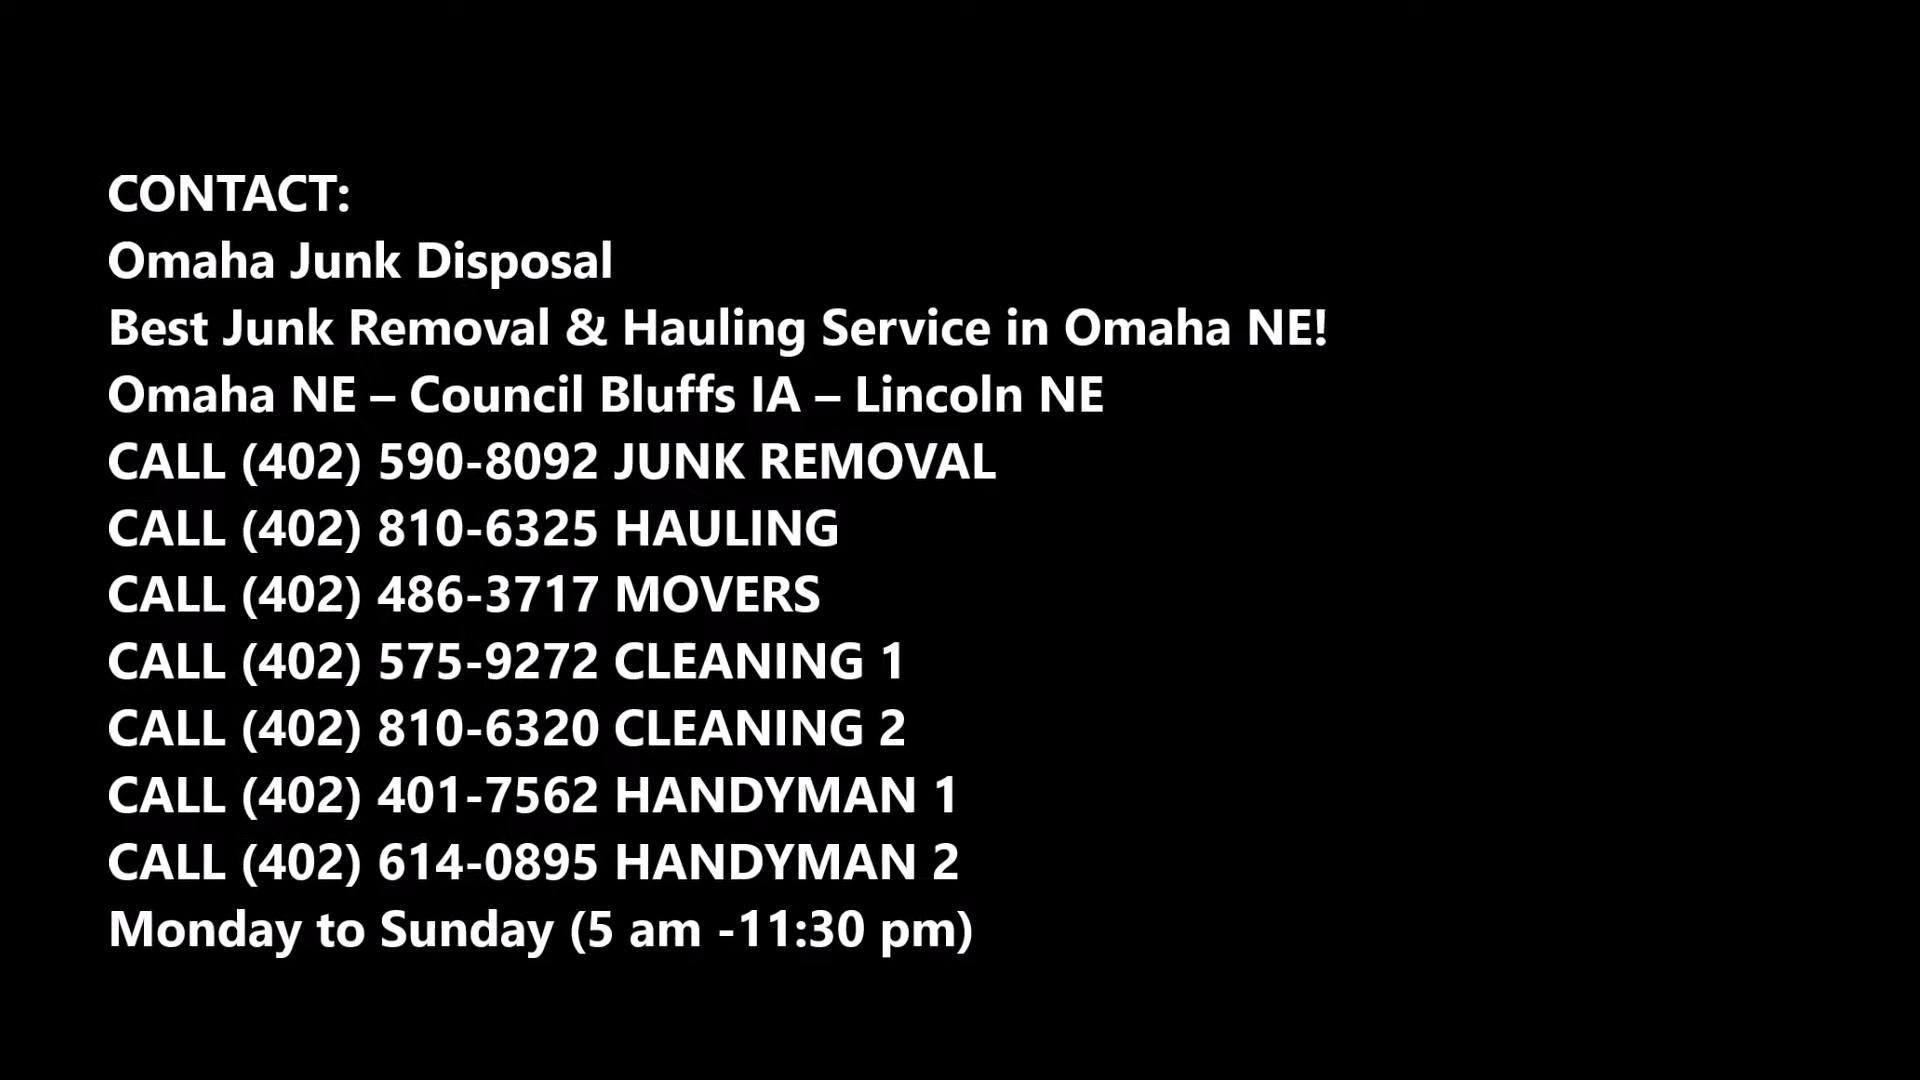 CONTACT:
Omaha Junk Disposal
Best Junk Removal & Hauling Service in Omaha NE!
Omaha NE – Council Bluffs IA – Lincoln NE
CALL (402) 590-8092 JUNK REMOVAL
CALL (402) 810-6325 HAULING
CALL (402) 486-3717 MOVERS
CALL (402) 575-9272 CLEANING 1
CALL (402) 810-6320 CLEANING 2
CALL (402) 401-7562 HANDYMAN 1
CALL (402) 614-0895 HANDYMAN 2
Monday to Sunday (5 am -11:30 pm)